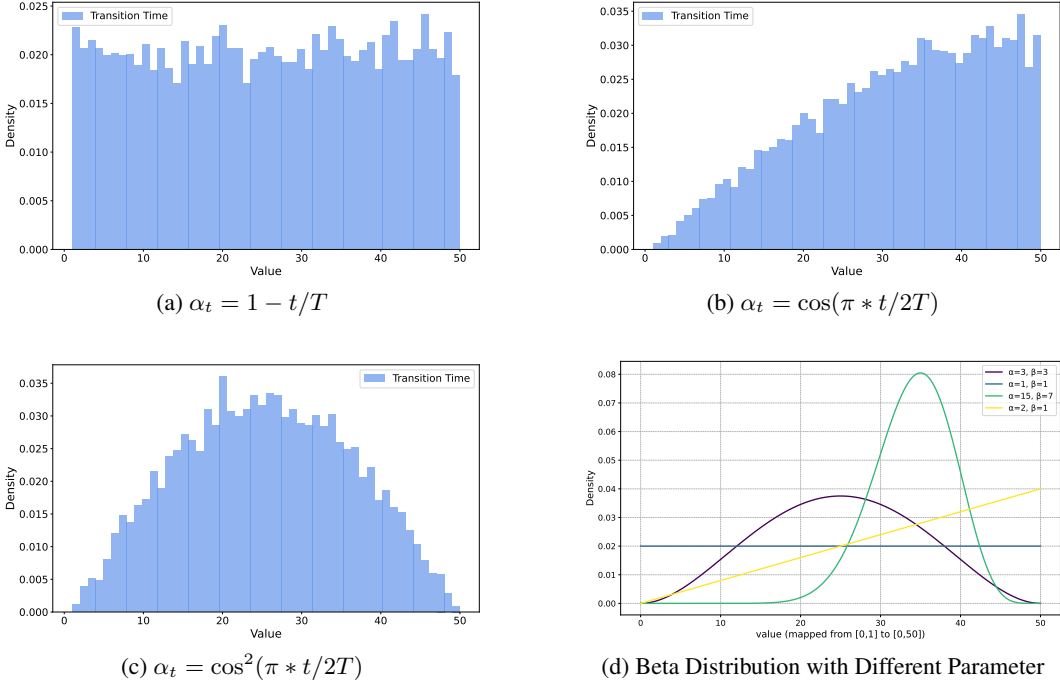 Transition Time
0.025
0.020
0.015
0.010
0.005
0.000
Density
0 10 20 30 40 50
Value
(a) α_t = 1 − t/T
Transition Time
0.035
0.030
0.025
0.020
0.015
0.010
0.005
0.000
Density
0 10 20 30 40 50
Value
(b) α_t = cos(π ∗ t/2T)
Transition Time
0.035
0.030
0.025
0.020
0.015
0.010
0.005
0.000
Density
0 10 20 30 40 50
Value
(c) α_t = cos²(π ∗ t/2T)
α=3, β=3
α=1, β=1
α=15, β=7
α=2, β=1
0.08
0.07
0.06
0.05
0.04
0.03
0.02
0.01
0.00
Density
0 10 20 30 40 50
value (mapped from [0,1] to [0,50])
(d) Beta Distribution with Different Parameter